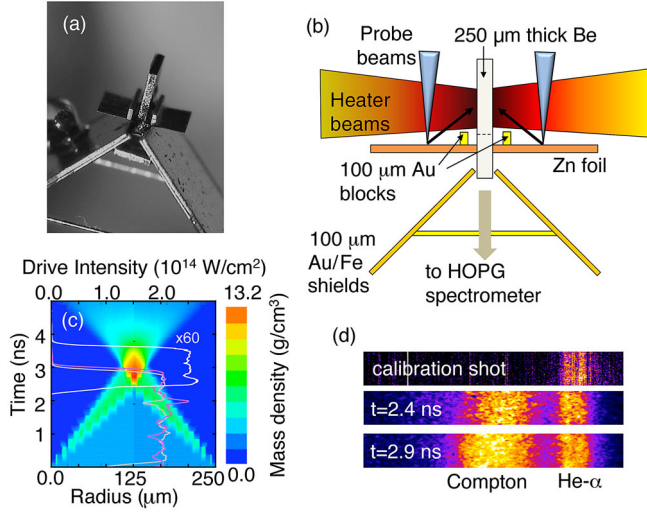 (a)
(b)
Probe
beams
250 μm thick Be
Heater
beams
100 μm Au
blocks
Zn foil
100 μm
Au/Fe
shields
to HOPG
spectrometer
Drive Intensity (10¹⁴ W/cm²)
0.0 1.0 2.0
(c)
x60
Time (ns)
4
3
2
1
0.0 150 250
Radius (μm)
13.2
Mass density (g/cm³)
0.0
(d)
calibration shot
t=2.4 ns
t=2.9 ns
Compton He-α